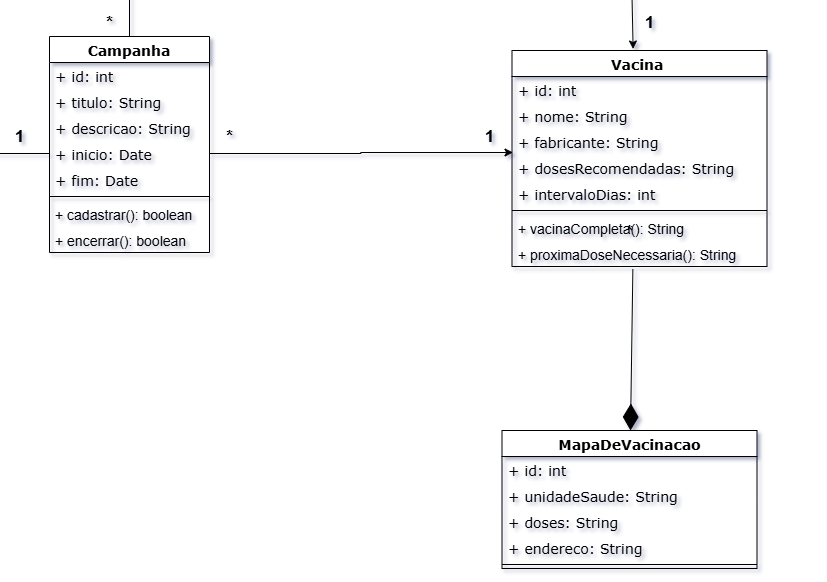 *
1
Campanha
+ id: int
+ titulo: String
+ descricao: String
+ inicio: Date
+ fim: Date
+ cadastrar(): boolean
+ encerrar(): boolean
1
*
1
Vacina
+ id: int
+ nome: String
+ fabricante: String
+ dosesRecomendadas: String
+ intervaloDias: int
+ vacinaCompleta(): String
+ proximaDoseNecessaria(): String
MapaDeVacinacao
+ id: int
+ unidadeSaude: String
+ doses: String
+ endereco: String